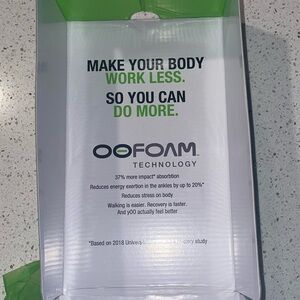 MAKE YOUR BODY
WORK LESS.
SO YOU CAN
DO MORE.
OOFOAM™
TECHNOLOGY
37% more impact* absorbtion
Reduces energy exertion in the ankles by up to 20%*
Reduces stress on body
Walking is easier. Recovery is faster.
And yOO actually feel better
*Based on 2018 study